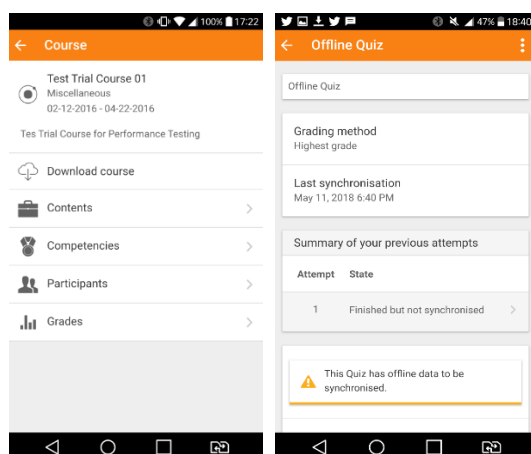 100% 17:22
Course
Test Trial Course 01
Miscellaneous
02-12-2016 - 04-22-2016
Tes Trial Course for Performance Testing
Download course
Contents
Competencies
Participants
Grades
47% 18:40
Offline Quiz
Offline Quiz
Grading method
Highest grade
Last synchronisation
May 11, 2018 6:40 PM
Summary of your previous attempts
Attempt State
1 Finished but not synchronised
This Quiz has offline data to be
synchronised.